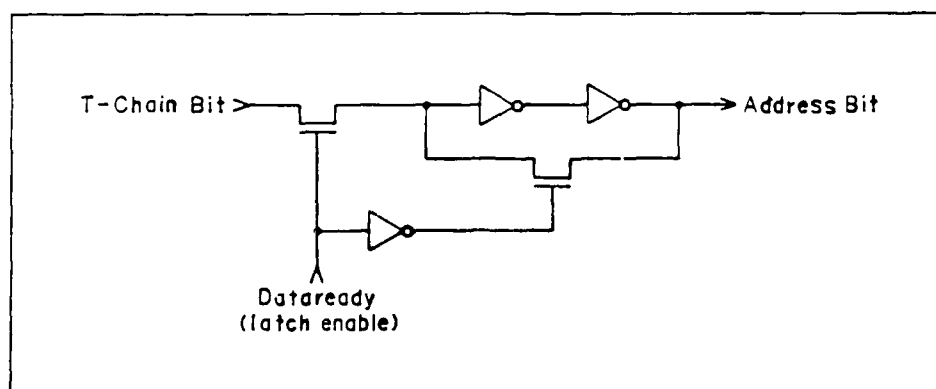 T-Chain Bit
Address Bit
Dataready
(latch enable)